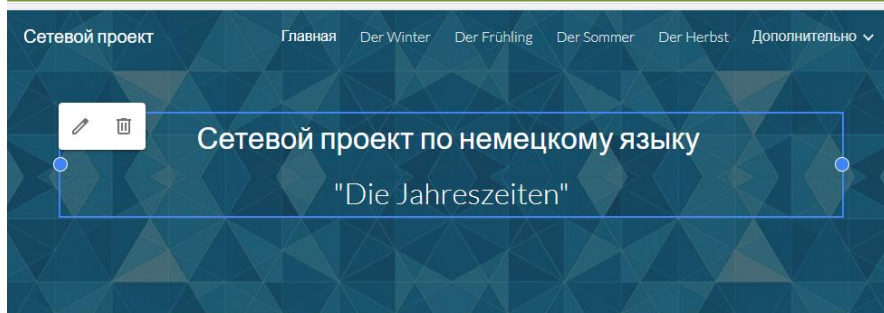 Сетевой проект Главная Der Winter Der Frühling Der Sommer Der Herbst Дополнительно
Сетевой проект по немецкому языку
"Die Jahreszeiten"